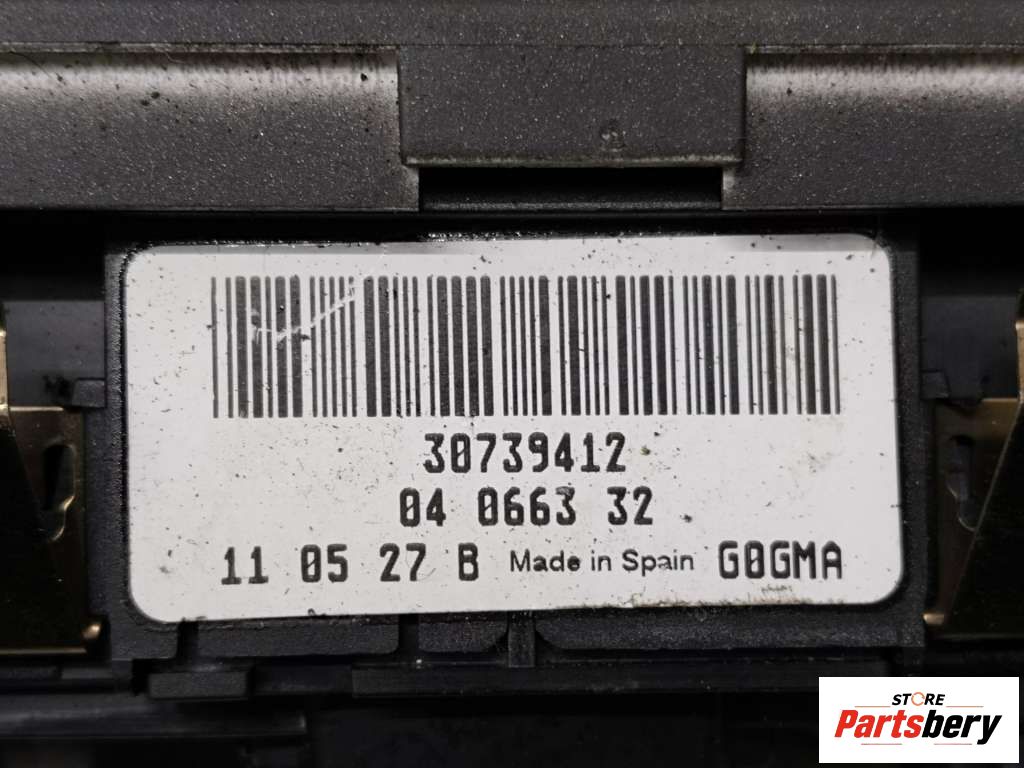 30739412
04 0663 32
11 05 27 B Made in Spain G0GMA
STORE
Partsbery